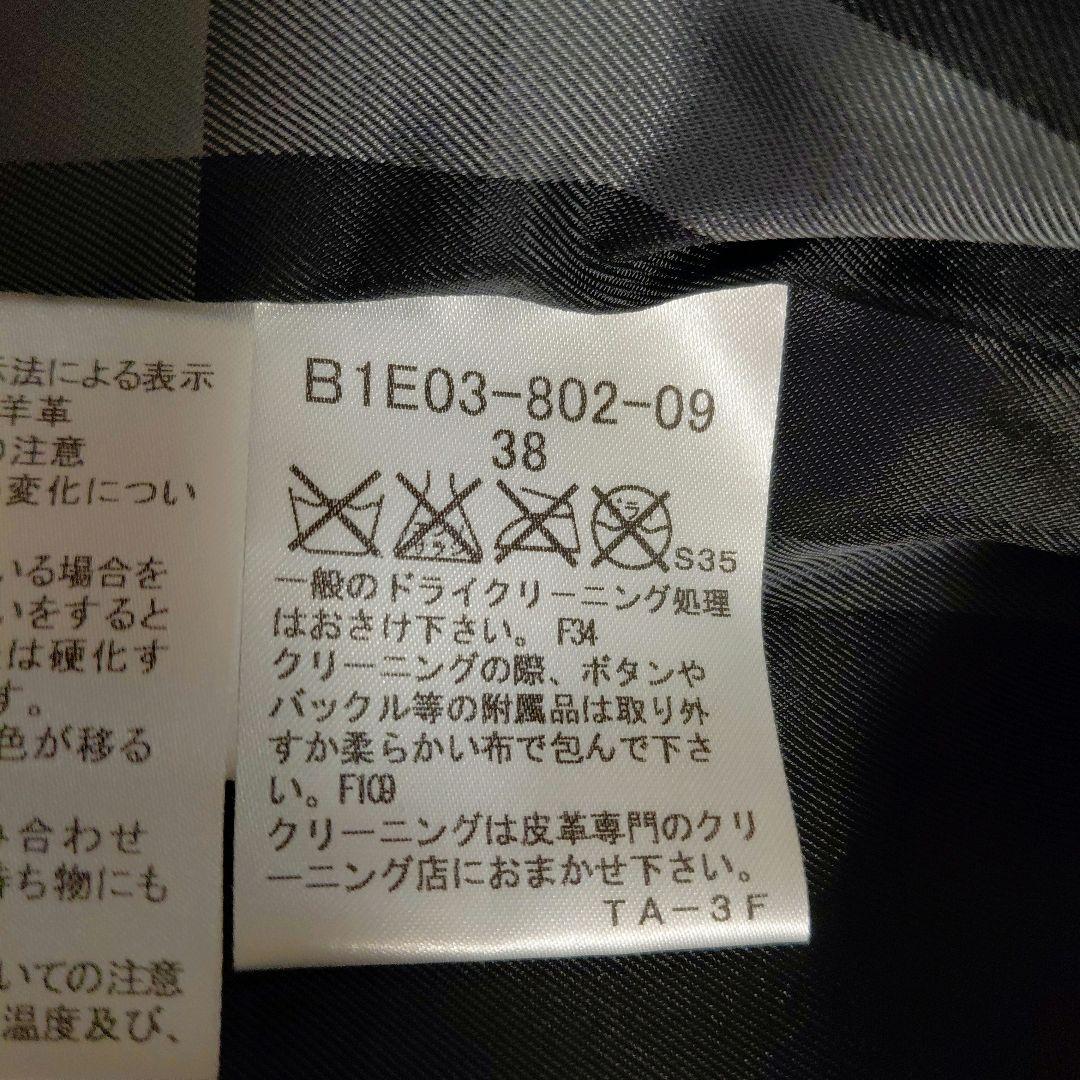 法による表示
羊革
注意
変化につい
いる場合を
いをすると
は硬化す
す。
色が移る
合わせ
ち物にも
いての注意
温度及び、
B1E03-802-09
38
S35
一般のドライクリーニング処理
はおさけ下さい。 F34
クリーニングの際、ボタンや
バックル等の附属品は取り外
すか柔らかい布で包んで下さ
い。F109
クリーニングは皮革専門のクリ
ーニング店におまかせ下さい。
TA-3F